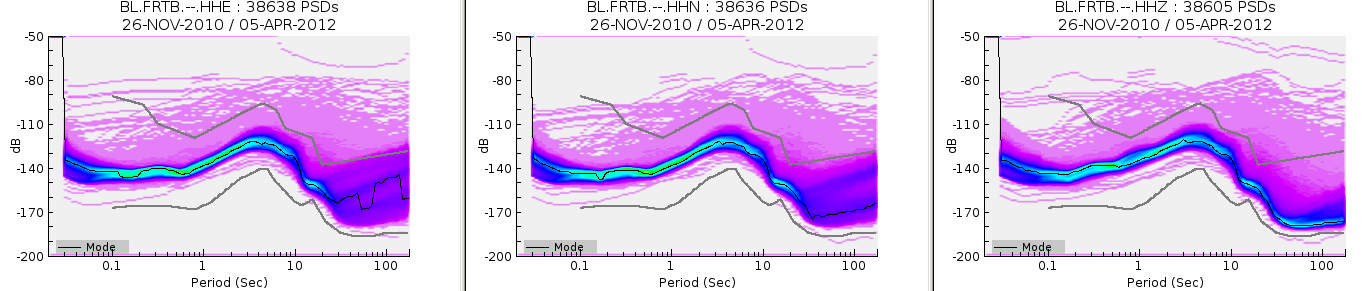 BL.FRTB.--.HHE : 38638 PSDs
26-NOV-2010 / 05-APR-2012
-50
-80
-110
-140
-170
-200
dB
Mode
0.1 1 10 100
Period (Sec)
BL.FRTB.--.HHN : 38636 PSDs
26-NOV-2010 / 05-APR-2012
-50
-80
-110
-140
-170
-200
dB
Mode
0.1 1 10 100
Period (Sec)
BL.FRTB.--.HHZ : 38605 PSDs
26-NOV-2010 / 05-APR-2012
-50
-80
-110
-140
-170
-200
dB
Mode
0.1 1 10 100
Period (Sec)